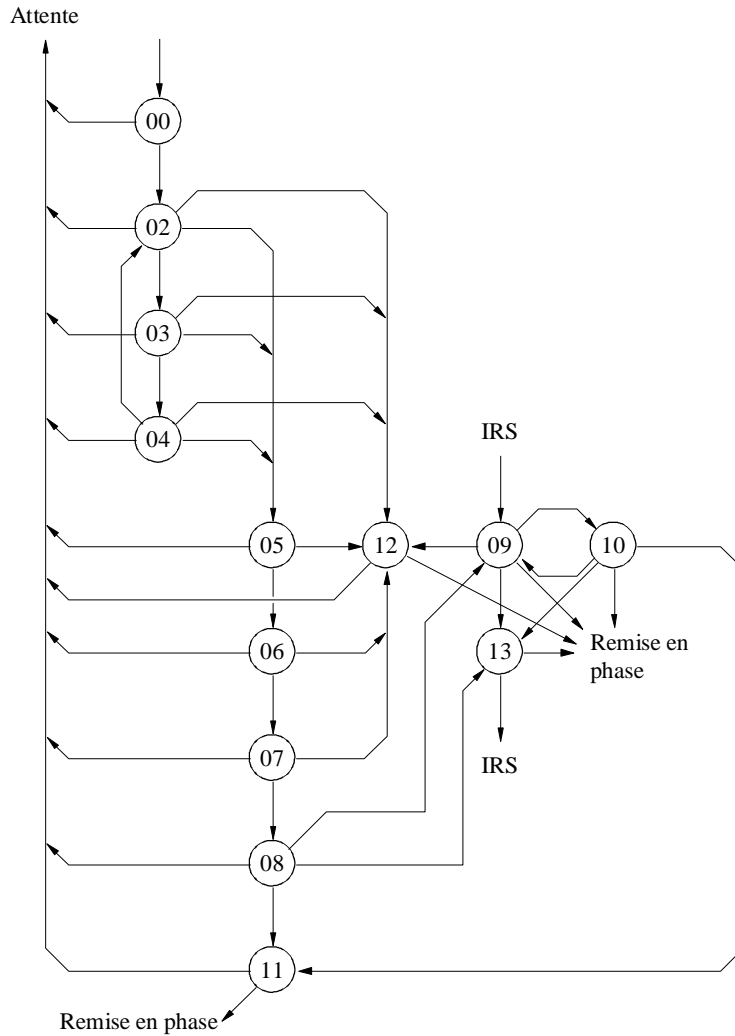 Attente
00
02
03
04
IRS
05
12
09
10
06
13
Remise en
phase
07
IRS
08
11
Remise en phase